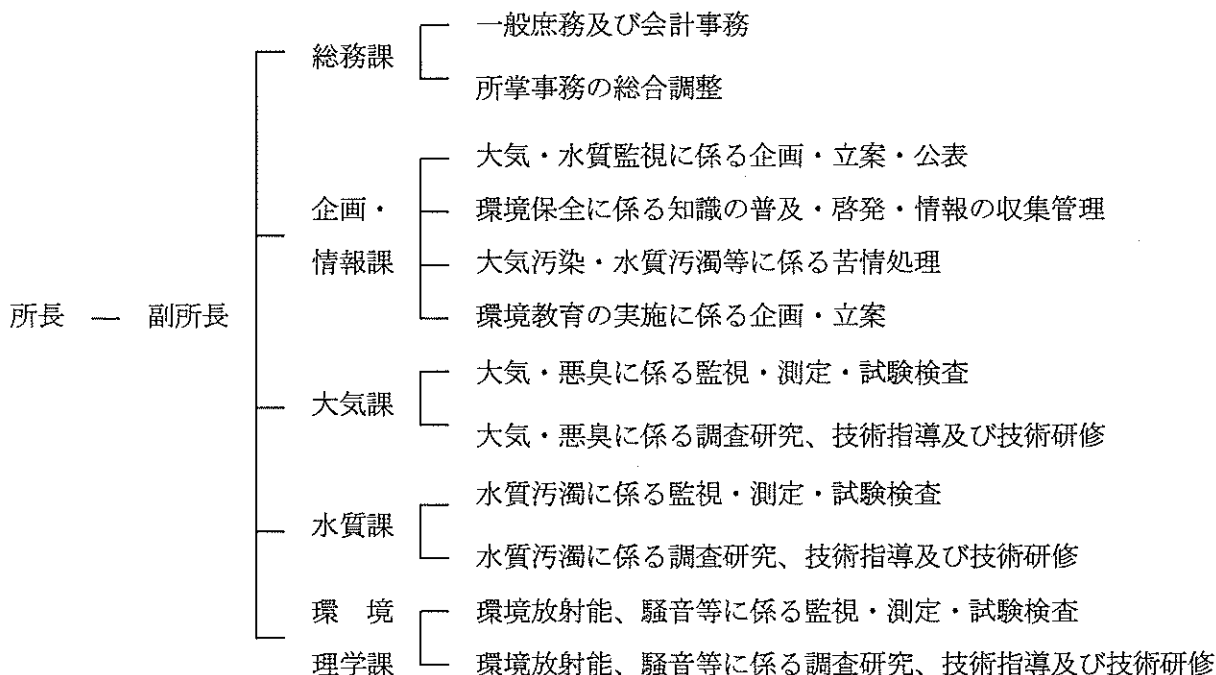 所長 ― 副所長
総務課
一般庶務及び会計事務
所掌事務の総合調整
企画・
情報課
大気・水質監視に係る企画・立案・公表
環境保全に係る知識の普及・啓発・情報の収集管理
大気汚染・水質汚濁等に係る苦情処理
環境教育の実施に係る企画・立案
大気課
大気・悪臭に係る監視・測定・試験検査
大気・悪臭に係る調査研究、技術指導及び技術研修
水質課
水質汚濁に係る監視・測定・試験検査
水質汚濁に係る調査研究、技術指導及び技術研修
環　境
理学課
環境放射能、騒音等に係る監視・測定・試験検査
環境放射能、騒音等に係る調査研究、技術指導及び技術研修